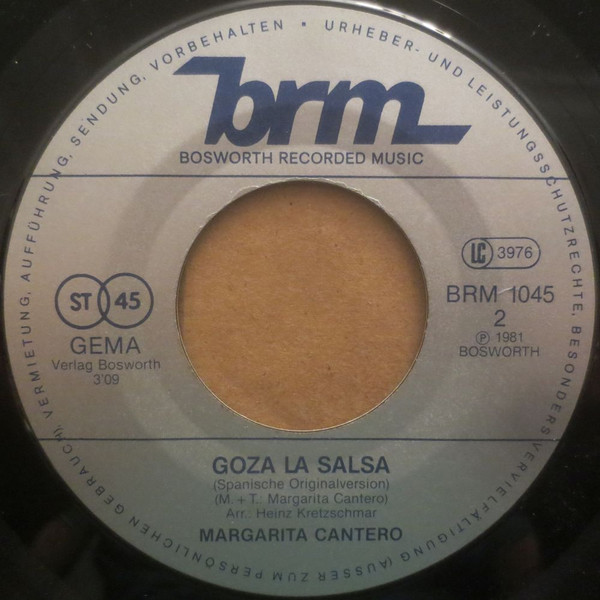 URHEBER- UND LEISTUNGSSCHUTZRECHTE, BESONDERS VERVIELFÄLTIGUNG (AUSSER ZUM PERSÖNLICHEN GEBRAUCH), VERMIETUNG, AUFFÜHRUNG, SENDUNG, VORBEHALTEN •
brm
BOSWORTH RECORDED MUSIC
LC 3976
ST 45
BRM 1045
2
GEMA
Verlag Bosworth
3'09
℗ 1981
BOSWORTH
GOZA LA SALSA
(Spanische Originalversion)
(M. + T.: Margarita Cantero)
Arr.: Heinz Kretzschmar
MARGARITA CANTERO